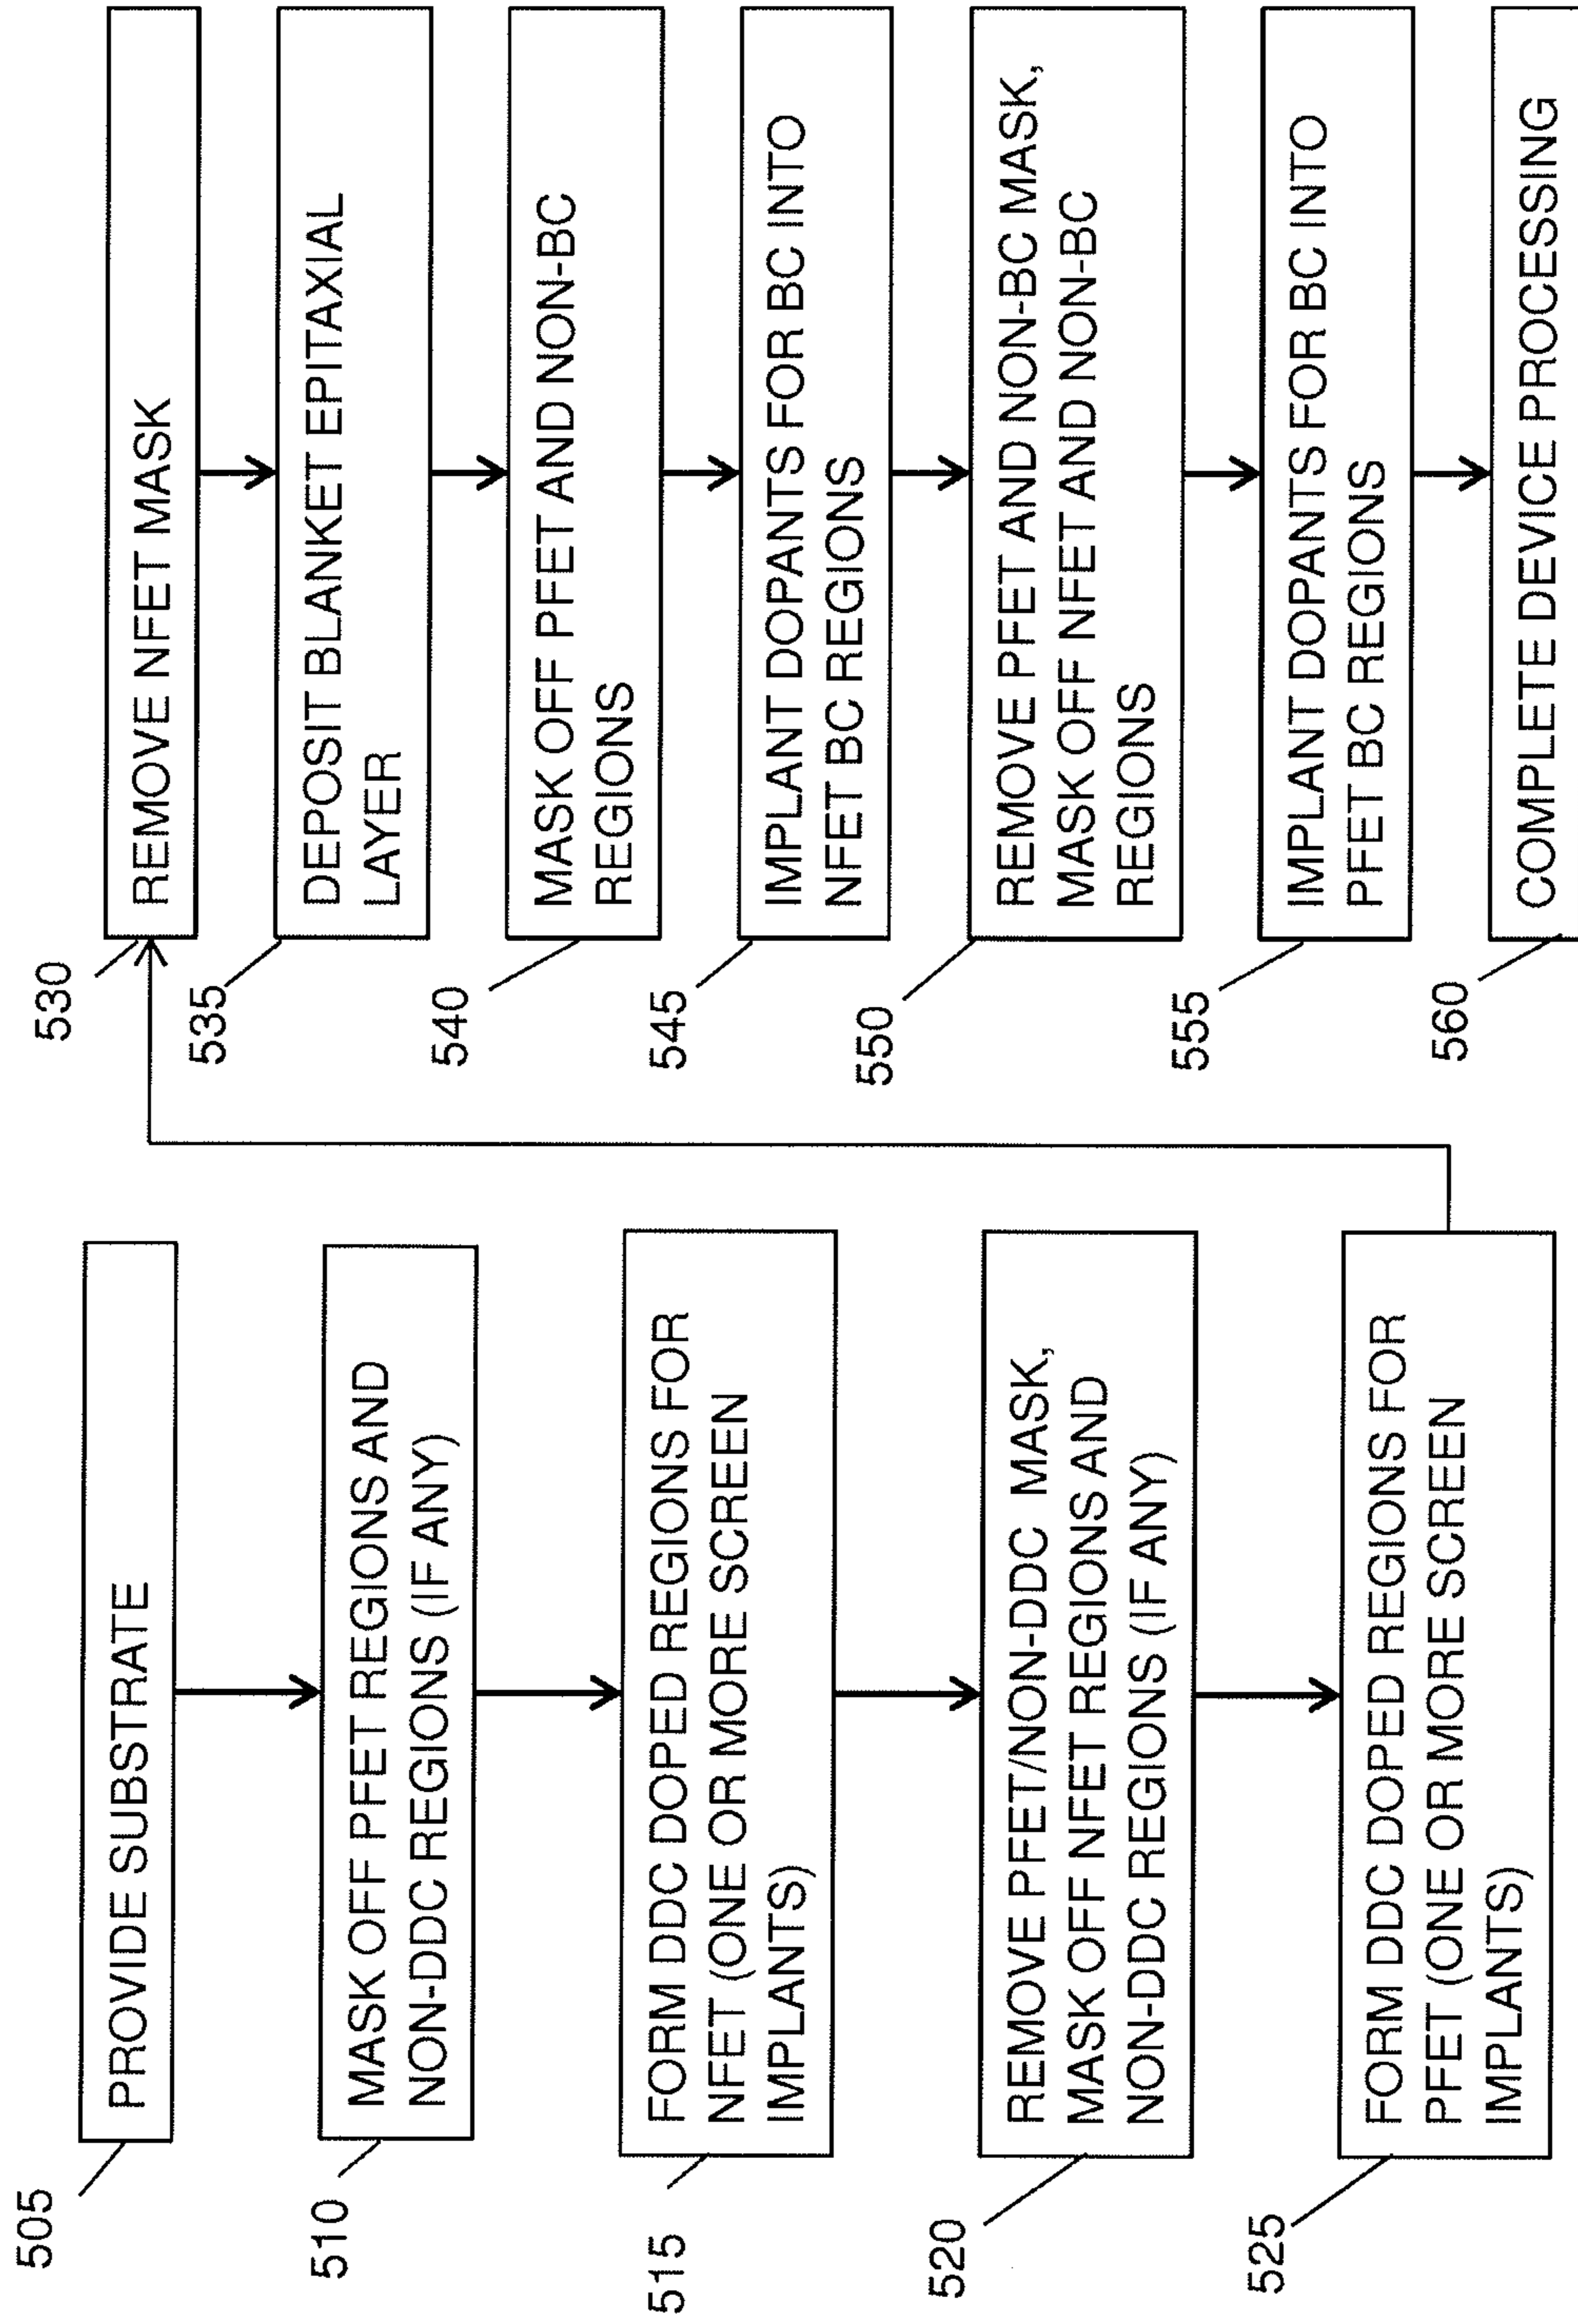 505
PROVIDE SUBSTRATE
510
MASK OFF PFET REGIONS AND
NON-DDC REGIONS (IF ANY)
515
FORM DDC DOPED REGIONS FOR
NFET (ONE OR MORE SCREEN
IMPLANTS)
520
REMOVE PFET/NON-DDC MASK,
MASK OFF NFET REGIONS AND
NON-DDC REGIONS (IF ANY)
525
FORM DDC DOPED REGIONS FOR
PFET (ONE OR MORE SCREEN
IMPLANTS)
530
REMOVE NFET MASK
535
DEPOSIT BLANKET EPITAXIAL
LAYER
540
MASK OFF PFET AND NON-BC
REGIONS
545
IMPLANT DOPANTS FOR BC INTO
NFET BC REGIONS
550
REMOVE PFET AND NON-BC MASK,
MASK OFF NFET AND NON-BC
REGIONS
555
IMPLANT DOPANTS FOR BC INTO
PFET BC REGIONS
560
COMPLETE DEVICE PROCESSING